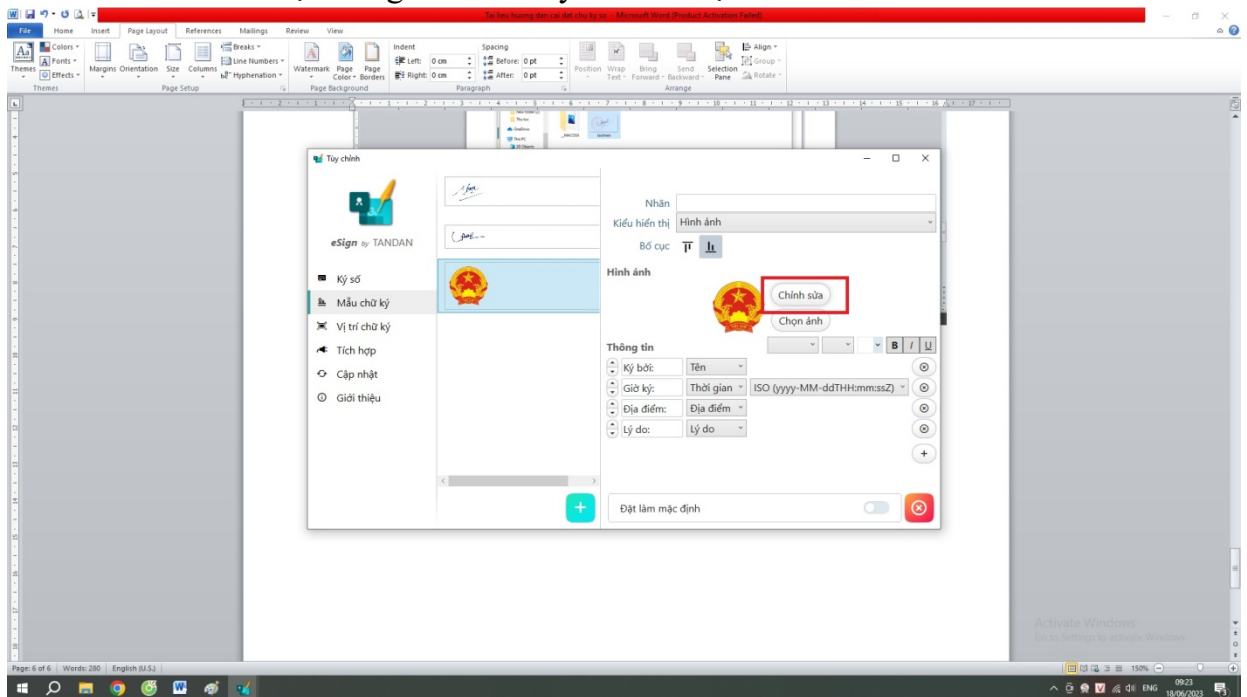 Tai lieu huong dan cai dat chu ky so - Microsoft Word (Product Activation Failed)
File Home Insert Page Layout References Mailings Review View
Themes
Colors
Fonts
Effects
Themes
Margins Orientation Size Columns
Breaks
Line Numbers
Hyphenation
Page Setup
Watermark Page Color Page Borders
Page Background
Indent
Left: 0 cm
Right: 0 cm
Spacing
Before: 0 pt
After: 0 pt
Paragraph
Position Wrap Text Bring Forward Send Backward Selection Pane
Align
Group
Rotate
Arrange
Tùy chỉnh
eSign by TANDAN
Ký số
Mẫu chữ ký
Vị trí chữ ký
Tích hợp
Cập nhật
Giới thiệu
Nhãn
Kiểu hiển thị Hình ảnh
Bố cục
Hình ảnh
Chỉnh sửa
Chọn ảnh
Thông tin
B I U
Ký bởi: Tên
Giờ ký: Thời gian ISO (yyyy-MM-ddTHH:mm:ssZ)
Địa điểm: Địa điểm
Lý do: Lý do
Đặt làm mặc định
Activate Windows
Go to Settings to activate Windows.
Page: 6 of 6 Words: 280 English (U.S.) 150%
ENG 09:23
18/06/2023